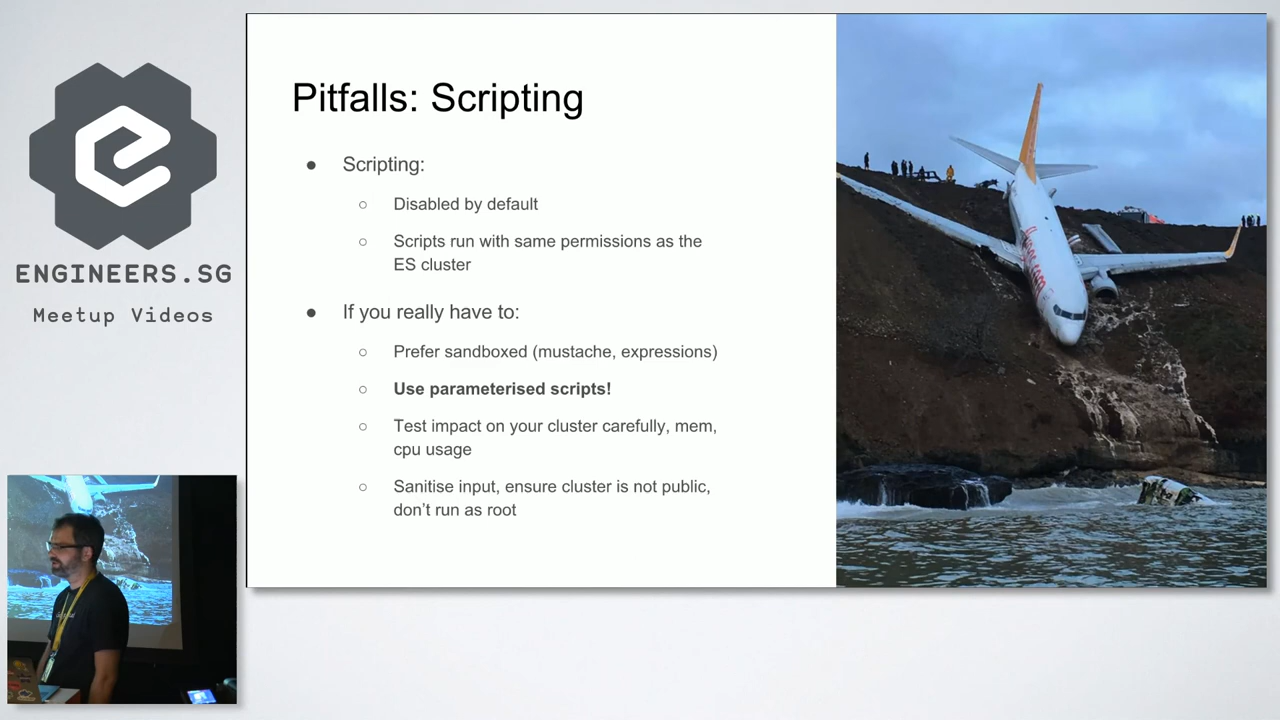 ENGINEERS.SG
Meetup Videos
Pitfalls: Scripting
● Scripting:
○ Disabled by default
○ Scripts run with same permissions as the
ES cluster
● If you really have to:
○ Prefer sandboxed (mustache, expressions)
○ Use parameterised scripts!
○ Test impact on your cluster carefully, mem,
cpu usage
○ Sanitise input, ensure cluster is not public,
don't run as root